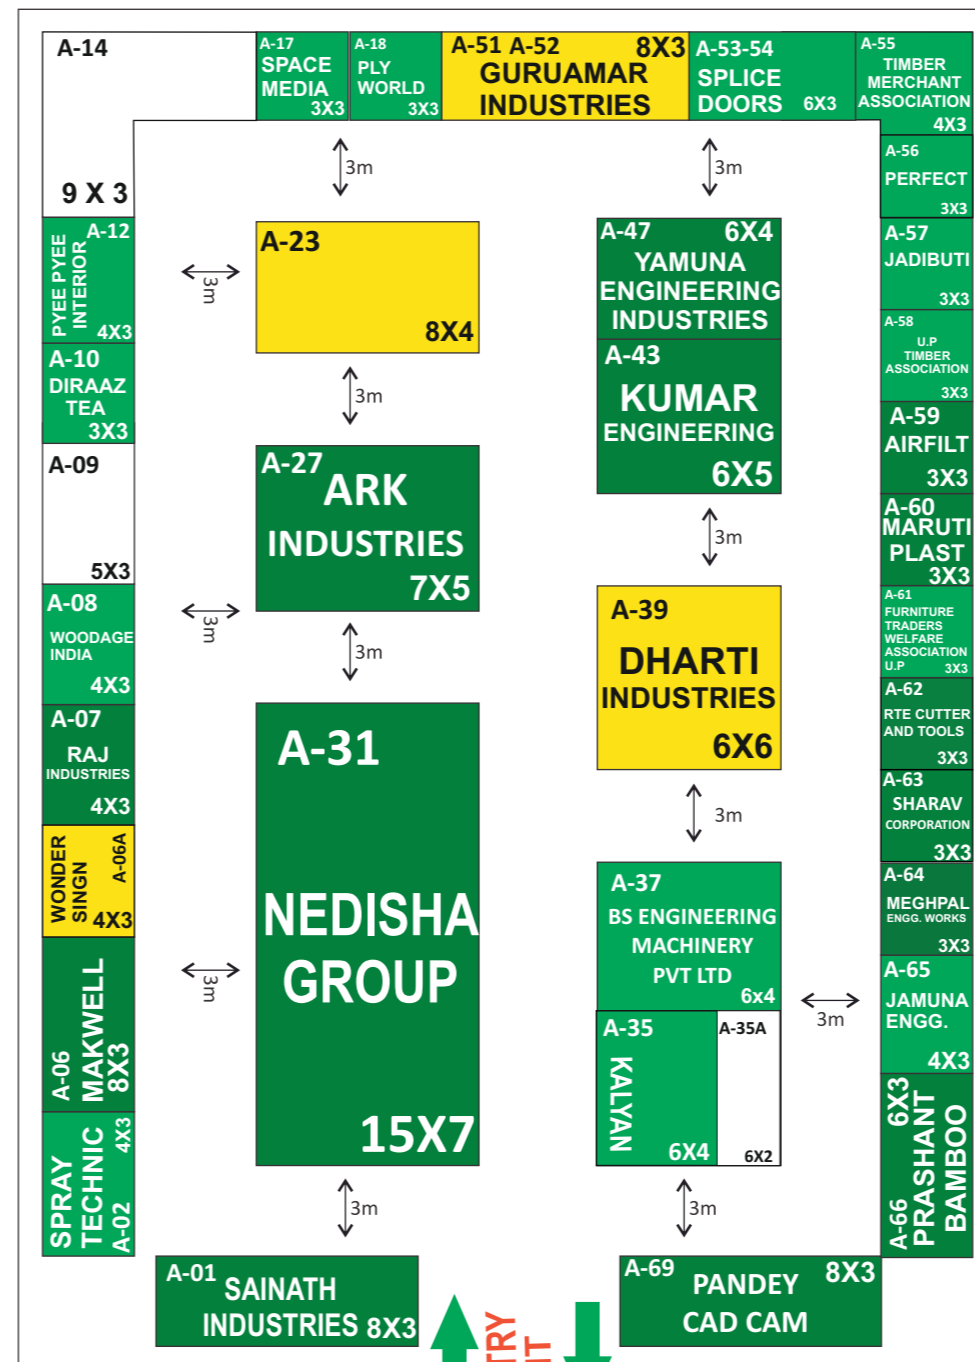 A-14
9 X 3
A-17
SPACE
MEDIA
3X3
A-18
PLY
WORLD
3X3
A-51 A-52 8X3
GURUAMAR
INDUSTRIES
A-53-54
SPLICE
DOORS 6X3
A-55
TIMBER
MERCHANT
ASSOCIATION
4X3
A-56
PERFECT
3X3
A-57
JADIBUTI
3X3
A-58
U.P
TIMBER
ASSOCIATION
3X3
A-59
AIRFILT
3X3
A-60
MARUTI
PLAST
3X3
A-61
FURNITURE
TRADERS
WELFARE
ASSOCIATION
U.P 3X3
A-62
RTE CUTTER
AND TOOLS
3X3
A-63
SHARAV
CORPORATION
3X3
A-64
MEGHPAL
ENGG. WORKS
3X3
A-65
JAMUNA
ENGG.
4X3
A-66 6X3
PRASHANT
BAMBOO
A-12
PYEE PYEE
INTERIOR
4X3
A-10
DIRAAZ
TEA
3X3
A-09
5X3
A-08
WOODAGE
INDIA
4X3
A-07
RAJ
INDUSTRIES
4X3
WONDER
SINGN
A-06A
4X3
A-06
MAKWELL
8X3
SPRAY
TECHNIC
A-02 4X3
3m
3m
3m
A-23
8X4
3m
3m
A-27
ARK
INDUSTRIES
7X5
3m
3m
A-31
NEDISHA
GROUP
15X7
3m
3m
A-47 6X4
YAMUNA
ENGINEERING
INDUSTRIES
A-43
KUMAR
ENGINEERING
6X5
3m
A-39
DHARTI
INDUSTRIES
6X6
3m
A-37
BS ENGINEERING
MACHINERY
PVT LTD
6x4
3m
A-35
KALYAN
6X4
A-35A
6X2
3m
A-01
SAINATH
INDUSTRIES 8X3
A-69 8X3
PANDEY
CAD CAM